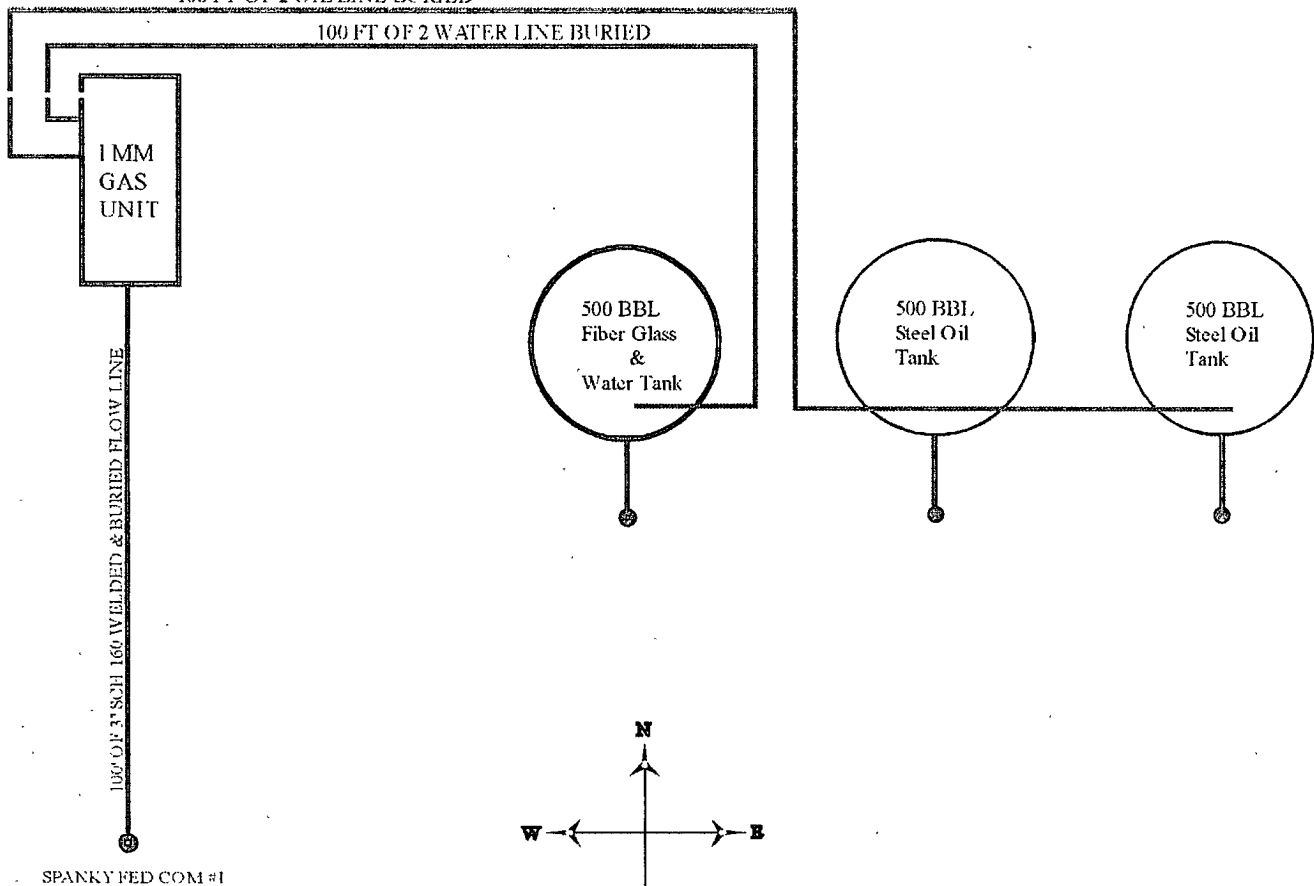 100 FT OF 2 WATER LINE BURIED
1 MM
GAS
UNIT
500 BBL
Fiber Glass
&
Water Tank
500 BBL
Steel Oil
Tank
500 BBL
Steel Oil
Tank
100' OF 3" SCH 160 WELDED & BURIED FLOW LINE
N
W
E
SPANKY FED COM #1